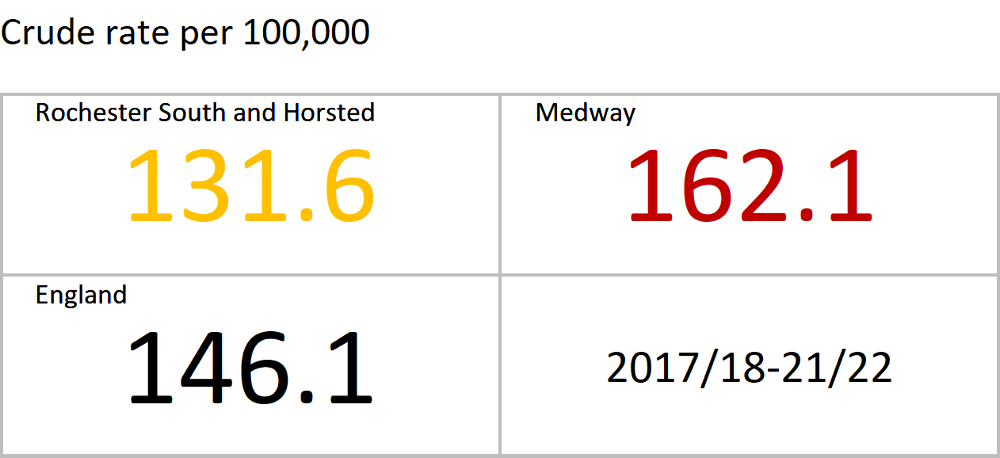 Crude rate per 100,000
Rochester South and Horsted
131.6
Medway
162.1
England
146.1
2017/18-21/22